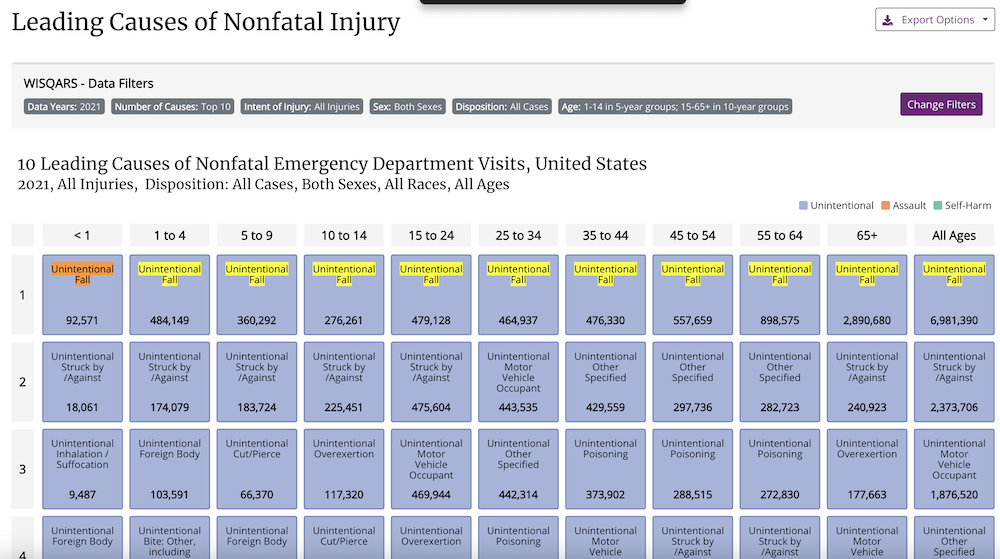 Leading Causes of Nonfatal Injury
Export Options
WISQARS - Data Filters
Data Years: 2021 Number of Causes: Top 10 Intent of Injury: All Injuries Sex: Both Sexes Disposition: All Cases Age: 1-14 in 5-year groups; 15-65+ in 10-year groups
Change Filters
10 Leading Causes of Nonfatal Emergency Department Visits, United States
2021, All Injuries, Disposition: All Cases, Both Sexes, All Races, All Ages
Unintentional Assault Self-Harm
< 1 1 to 4 5 to 9 10 to 14 15 to 24 25 to 34 35 to 44 45 to 54 55 to 64 65+ All Ages
Unintentional Unintentional Unintentional Unintentional Unintentional Unintentional Unintentional Unintentional Unintentional Unintentional Unintentional
Fall Fall Fall Fall Fall Fall Fall Fall Fall Fall Fall
1
92,571 484,149 360,292 276,261 479,128 464,937 476,330 557,659 898,575 2,890,680 6,981,390
Unintentional Unintentional Unintentional Unintentional Unintentional Unintentional Unintentional Unintentional Unintentional Unintentional Unintentional
Struck by Struck by Struck by Struck by Struck by Motor Other Other Other Struck by Struck by
/Against /Against /Against /Against /Against Vehicle Specified Specified Specified /Against /Against
2 Occupant
18,061 174,079 183,724 225,451 475,604 443,535 429,559 297,736 282,723 240,923 2,373,706
Unintentional Unintentional Unintentional Unintentional Unintentional Unintentional Unintentional Unintentional Unintentional Unintentional Unintentional
Inhalation / Foreign Body Cut/Pierce Overexertion Motor Other Poisoning Poisoning Poisoning Overexertion Motor
Suffocation Vehicle Specified Vehicle
3 Occupant Occupant
9,487 103,591 66,370 117,320 469,944 442,314 373,902 288,515 272,830 177,663 1,876,520
Unintentional Unintentional Unintentional Unintentional Unintentional Unintentional Unintentional Unintentional Unintentional Unintentional Unintentional
Foreign Body Bite: Other, Foreign Body Cut/Pierce Overexertion Poisoning Motor Struck by Struck by Motor Other
4 including Vehicle /Against /Against Vehicle Specified